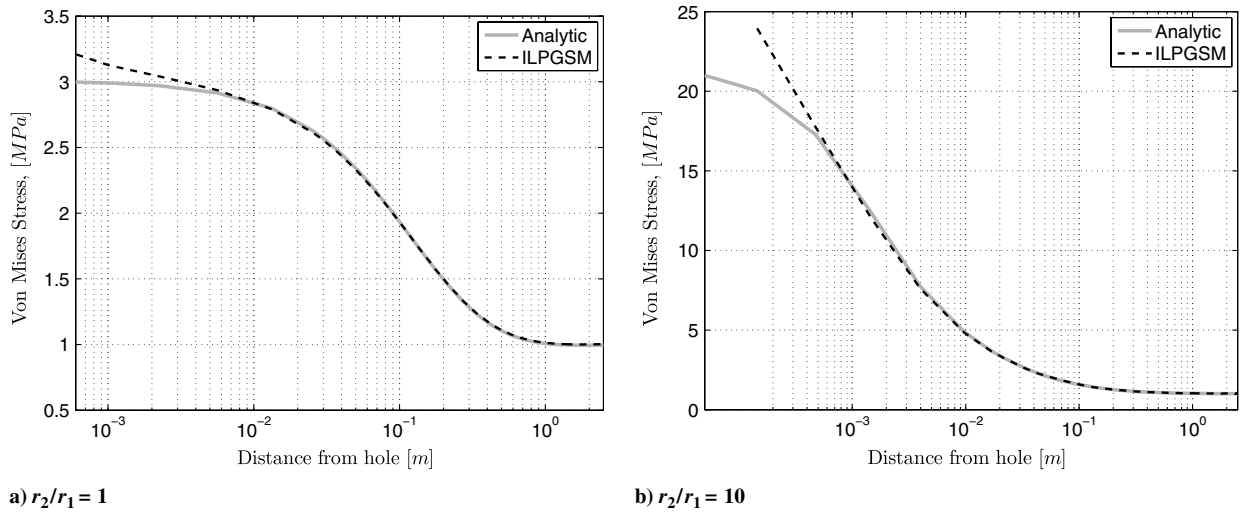 3.5
3
2.5
2
1.5
1
0.5
Von Mises Stress, [MPa]
Analytic
ILPGSM
10⁻³
10⁻²
10⁻¹
10⁰
Distance from hole [m]
a) r₂/r₁ = 1
25
20
15
10
5
0
Von Mises Stress, [MPa]
Analytic
ILPGSM
10⁻³
10⁻²
10⁻¹
10⁰
Distance from hole [m]
b) r₂/r₁ = 10